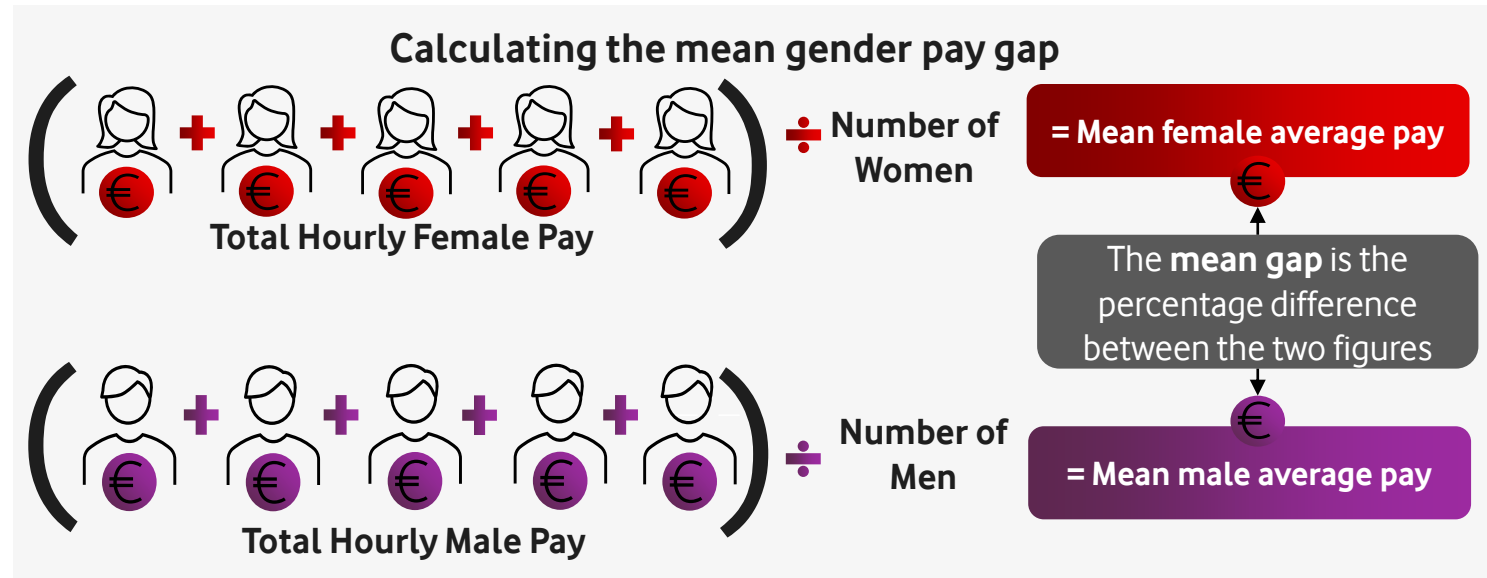 Calculating the mean gender pay gap
+ + + +
€ € € € €
Total Hourly Female Pay
÷ Number of
Women
= Mean female average pay
€
The mean gap is the
percentage difference
between the two figures
+ + + +
€ € € € €
Total Hourly Male Pay
÷ Number of
Men
€
= Mean male average pay